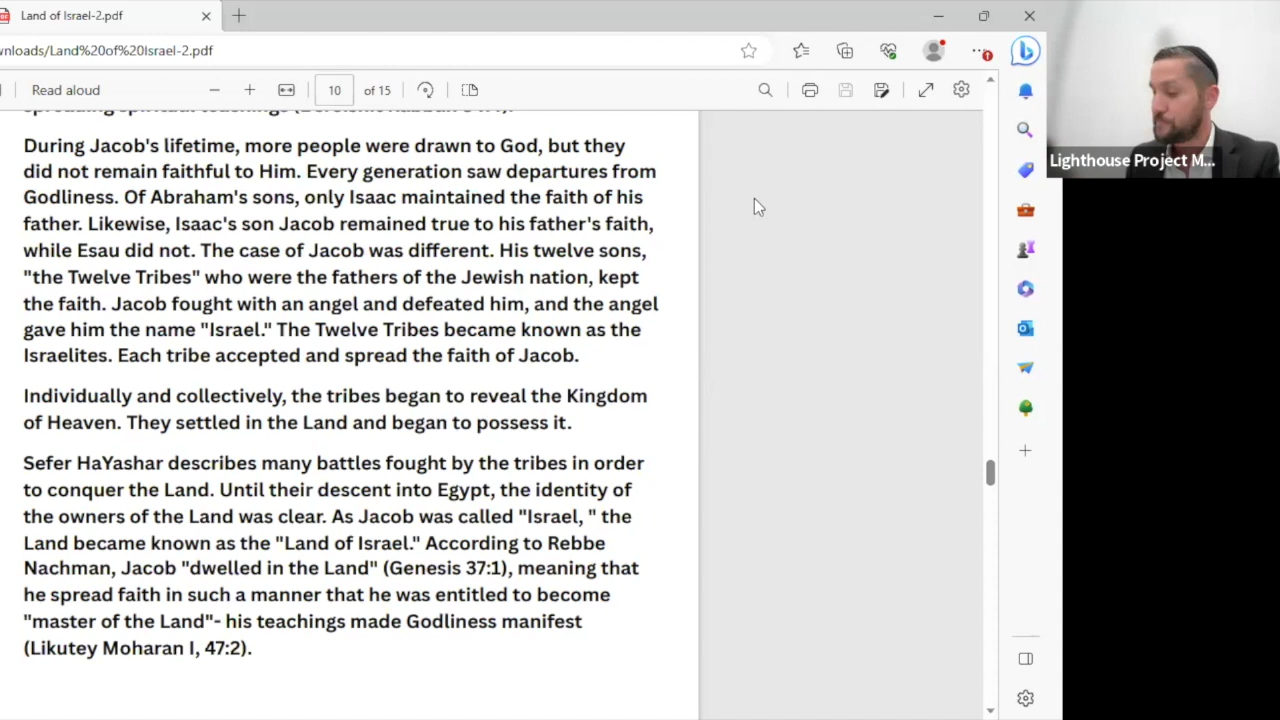 Land of Israel-2.pdf
wnloads/Land%20of%20Israel-2.pdf
Read aloud
10
of 15
During Jacob's lifetime, more people were drawn to God, but they
did not remain faithful to Him. Every generation saw departures from
Godliness. Of Abraham's sons, only Isaac maintained the faith of his
father. Likewise, Isaac's son Jacob remained true to his father's faith,
while Esau did not. The case of Jacob was different. His twelve sons,
"the Twelve Tribes" who were the fathers of the Jewish nation, kept
the faith. Jacob fought with an angel and defeated him, and the angel
gave him the name "Israel." The Twelve Tribes became known as the
Israelites. Each tribe accepted and spread the faith of Jacob.
Individually and collectively, the tribes began to reveal the Kingdom
of Heaven. They settled in the Land and began to possess it.
Sefer HaYashar describes many battles fought by the tribes in order
to conquer the Land. Until their descent into Egypt, the identity of
the owners of the Land was clear. As Jacob was called "Israel, " the
Land became known as the "Land of Israel." According to Rebbe
Nachman, Jacob "dwelled in the Land" (Genesis 37:1), meaning that
he spread faith in such a manner that he was entitled to become
"master of the Land"- his teachings made Godliness manifest
(Likutey Moharan I, 47:2).
Lighthouse Project M...